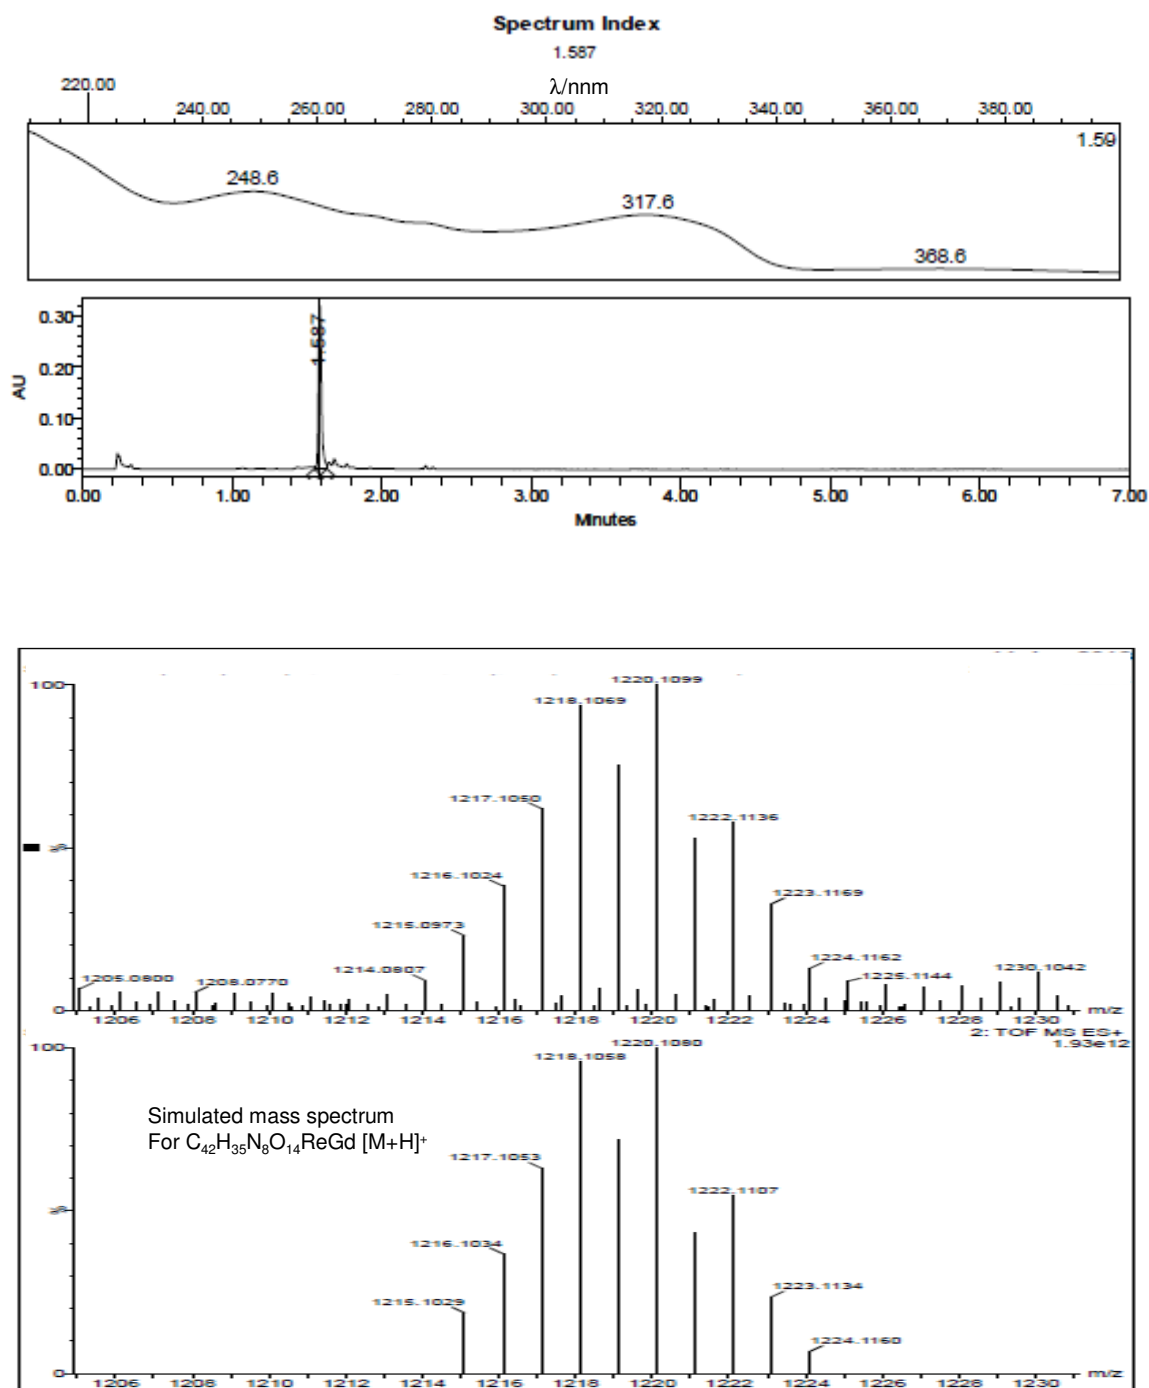 Spectrum Index
1.587
λ/nnm
220.00
240.00 260.00 280.00 300.00 320.00 340.00 360.00 380.00
1.59
248.6
317.6
368.6
0.30
0.20
0.10
0.00
AU
1.587
0.00 1.00 2.00 3.00 4.00 5.00 6.00 7.00
Minutes
100
1220.1099
1218.1069
1217.1050
1222.1136
%
1216.1024
1223.1169
1215.0973
1214.0807
1224.1162
1205.0800
1208.0770
1225.1144
1230.1042
0
m/z
1206 1208 1210 1212 1214 1216 1218 1220 1222 1224 1226 1228 1230
2: TOF MS ES+
1.93e12
100
1220.1080
1218.1058
Simulated mass spectrum
For C₄₂H₃₅N₈O₁₄ReGd [M+H]⁺
1217.1053
1222.1107
%
1216.1034
1223.1134
1215.1029
1224.1160
0
m/z
1206 1208 1210 1212 1214 1216 1218 1220 1222 1224 1226 1228 1230